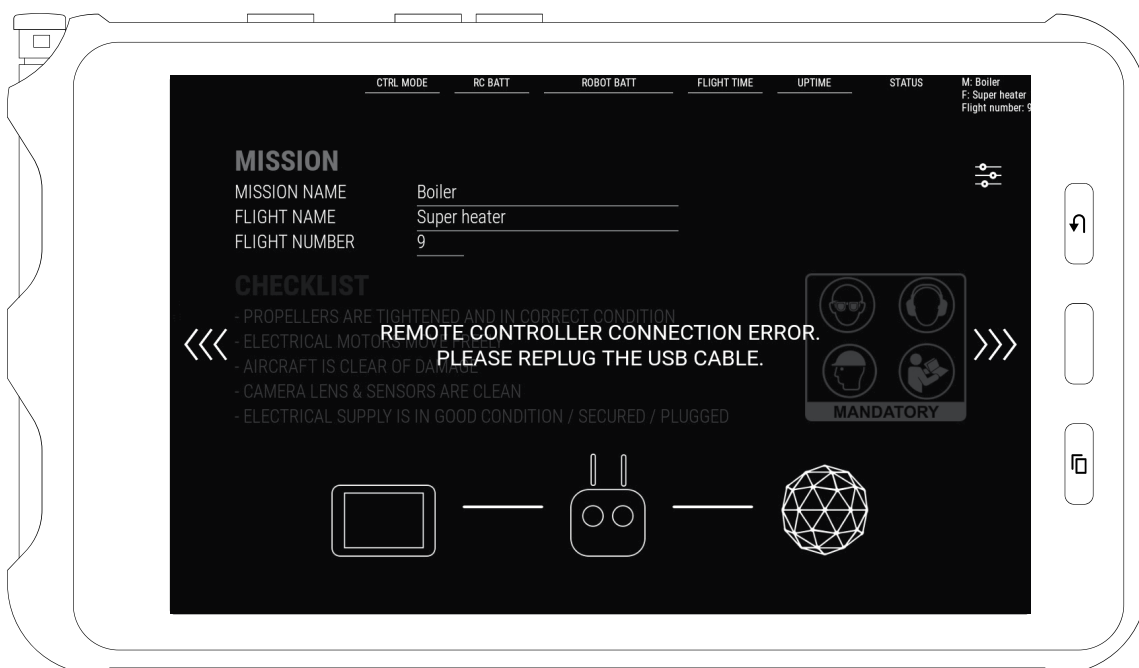 CTRL MODE RC BATT ROBOT BATT FLIGHT TIME UPTIME STATUS M: Boiler
F: Super heater
Flight number: 9
MISSION
MISSION NAME Boiler
FLIGHT NAME Super heater
FLIGHT NUMBER 9
CHECKLIST
- PROPELLERS ARE TIGHTENED AND IN CORRECT CONDITION
- ELECTRICAL MOTORS MOVE FREELY
- AIRCRAFT IS CLEAR OF DAMAGE
- CAMERA LENS & SENSORS ARE CLEAN
- ELECTRICAL SUPPLY IS IN GOOD CONDITION / SECURED / PLUGGED
REMOTE CONTROLLER CONNECTION ERROR.
PLEASE REPLUG THE USB CABLE.
MANDATORY